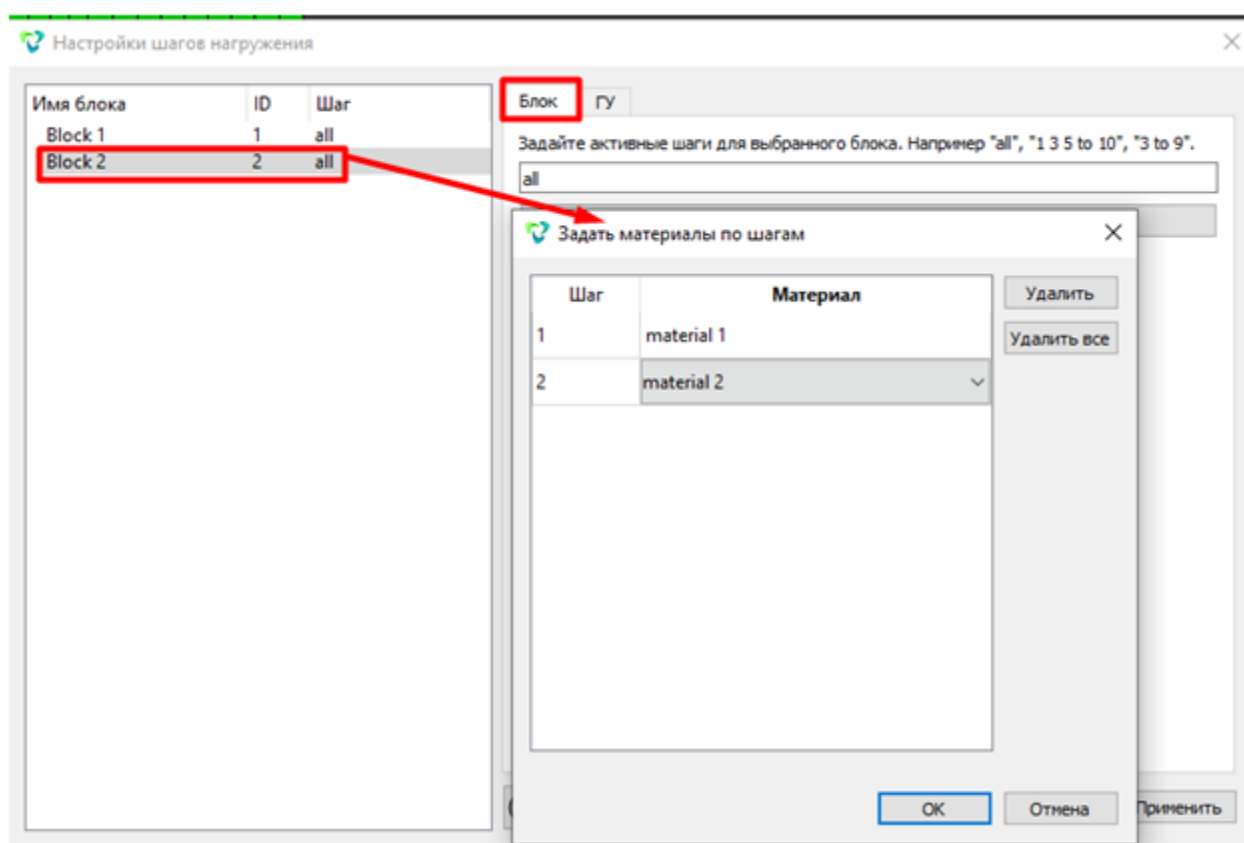 Настройки шагов нагружения
Имя блока ID Шаг
Block 1 1 all
Block 2 2 all
Блок ГУ
Задайте активные шаги для выбранного блока. Например "all", "1 3 5 to 10", "3 to 9".
all
Задать материалы по шагам
Шаг Материал
1 material 1
2 material 2
Удалить
Удалить все
OK Отмена
Применить